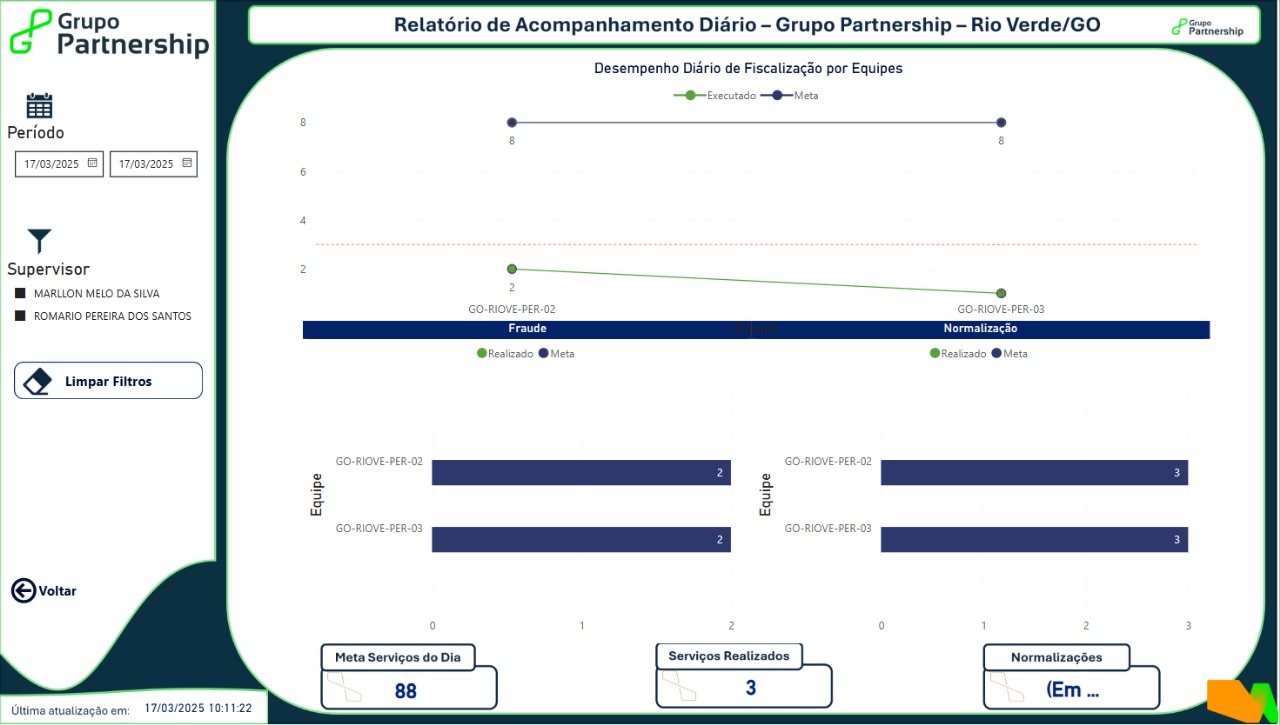 Grupo
Partnership
Relatório de Acompanhamento Diário – Grupo Partnership – Rio Verde/GO
Grupo
Partnership
Período
17/03/2025
17/03/2025
Supervisor
MARLLON MELO DA SILVA
ROMARIO PEREIRA DOS SANTOS
Limpar Filtros
Voltar
Última atualização em: 17/03/2025 10:11:22
Desempenho Diário de Fiscalização por Equipes
Executado Meta
8
8 8
6
4
2
2
GO-RIOVE-PER-02 GO-RIOVE-PER-03
Equipe
Fraude
Realizado Meta
Equipe
GO-RIOVE-PER-02 2
GO-RIOVE-PER-03 2
0 1 2
Normalização
Realizado Meta
Equipe
GO-RIOVE-PER-02 3
GO-RIOVE-PER-03 3
0 1 2 3
Meta Serviços do Dia
88
Serviços Realizados
3
Normalizações
(Em ...